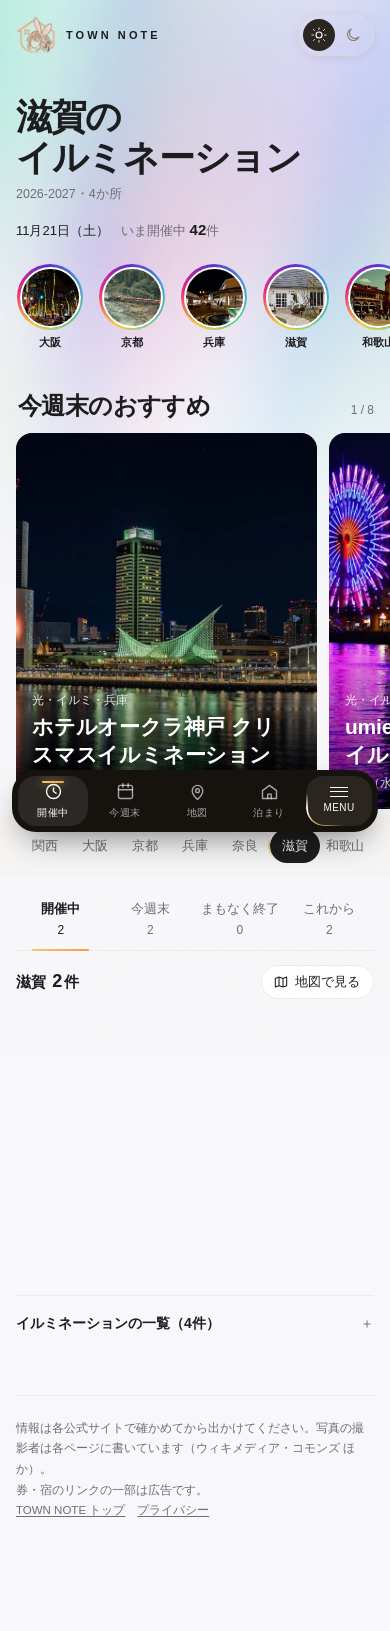 TOWN NOTE
滋賀の
イルミネーション
2026-2027・4か所
11月21日（土） いま開催中 42件
大阪 京都 兵庫 滋賀 和歌山
今週末のおすすめ 1 / 8
光・イルミ・兵庫
ホテルオークラ神戸 クリ
スマスイルミネーション
光・イル
umie
イル
開催中 今週末 地図 泊まり MENU
関西 大阪 京都 兵庫 奈良 滋賀 和歌山
開催中 今週末 まもなく終了 これから
2 2 0 2
滋賀 2件 地図で見る
イルミネーションの一覧（4件） +
情報は各公式サイトで確かめてから出かけてください。写真の撮
影者は各ページに書いています（ウィキメディア・コモンズ ほ
か）。
券・宿のリンクの一部は広告です。
TOWN NOTE トップ プライバシー